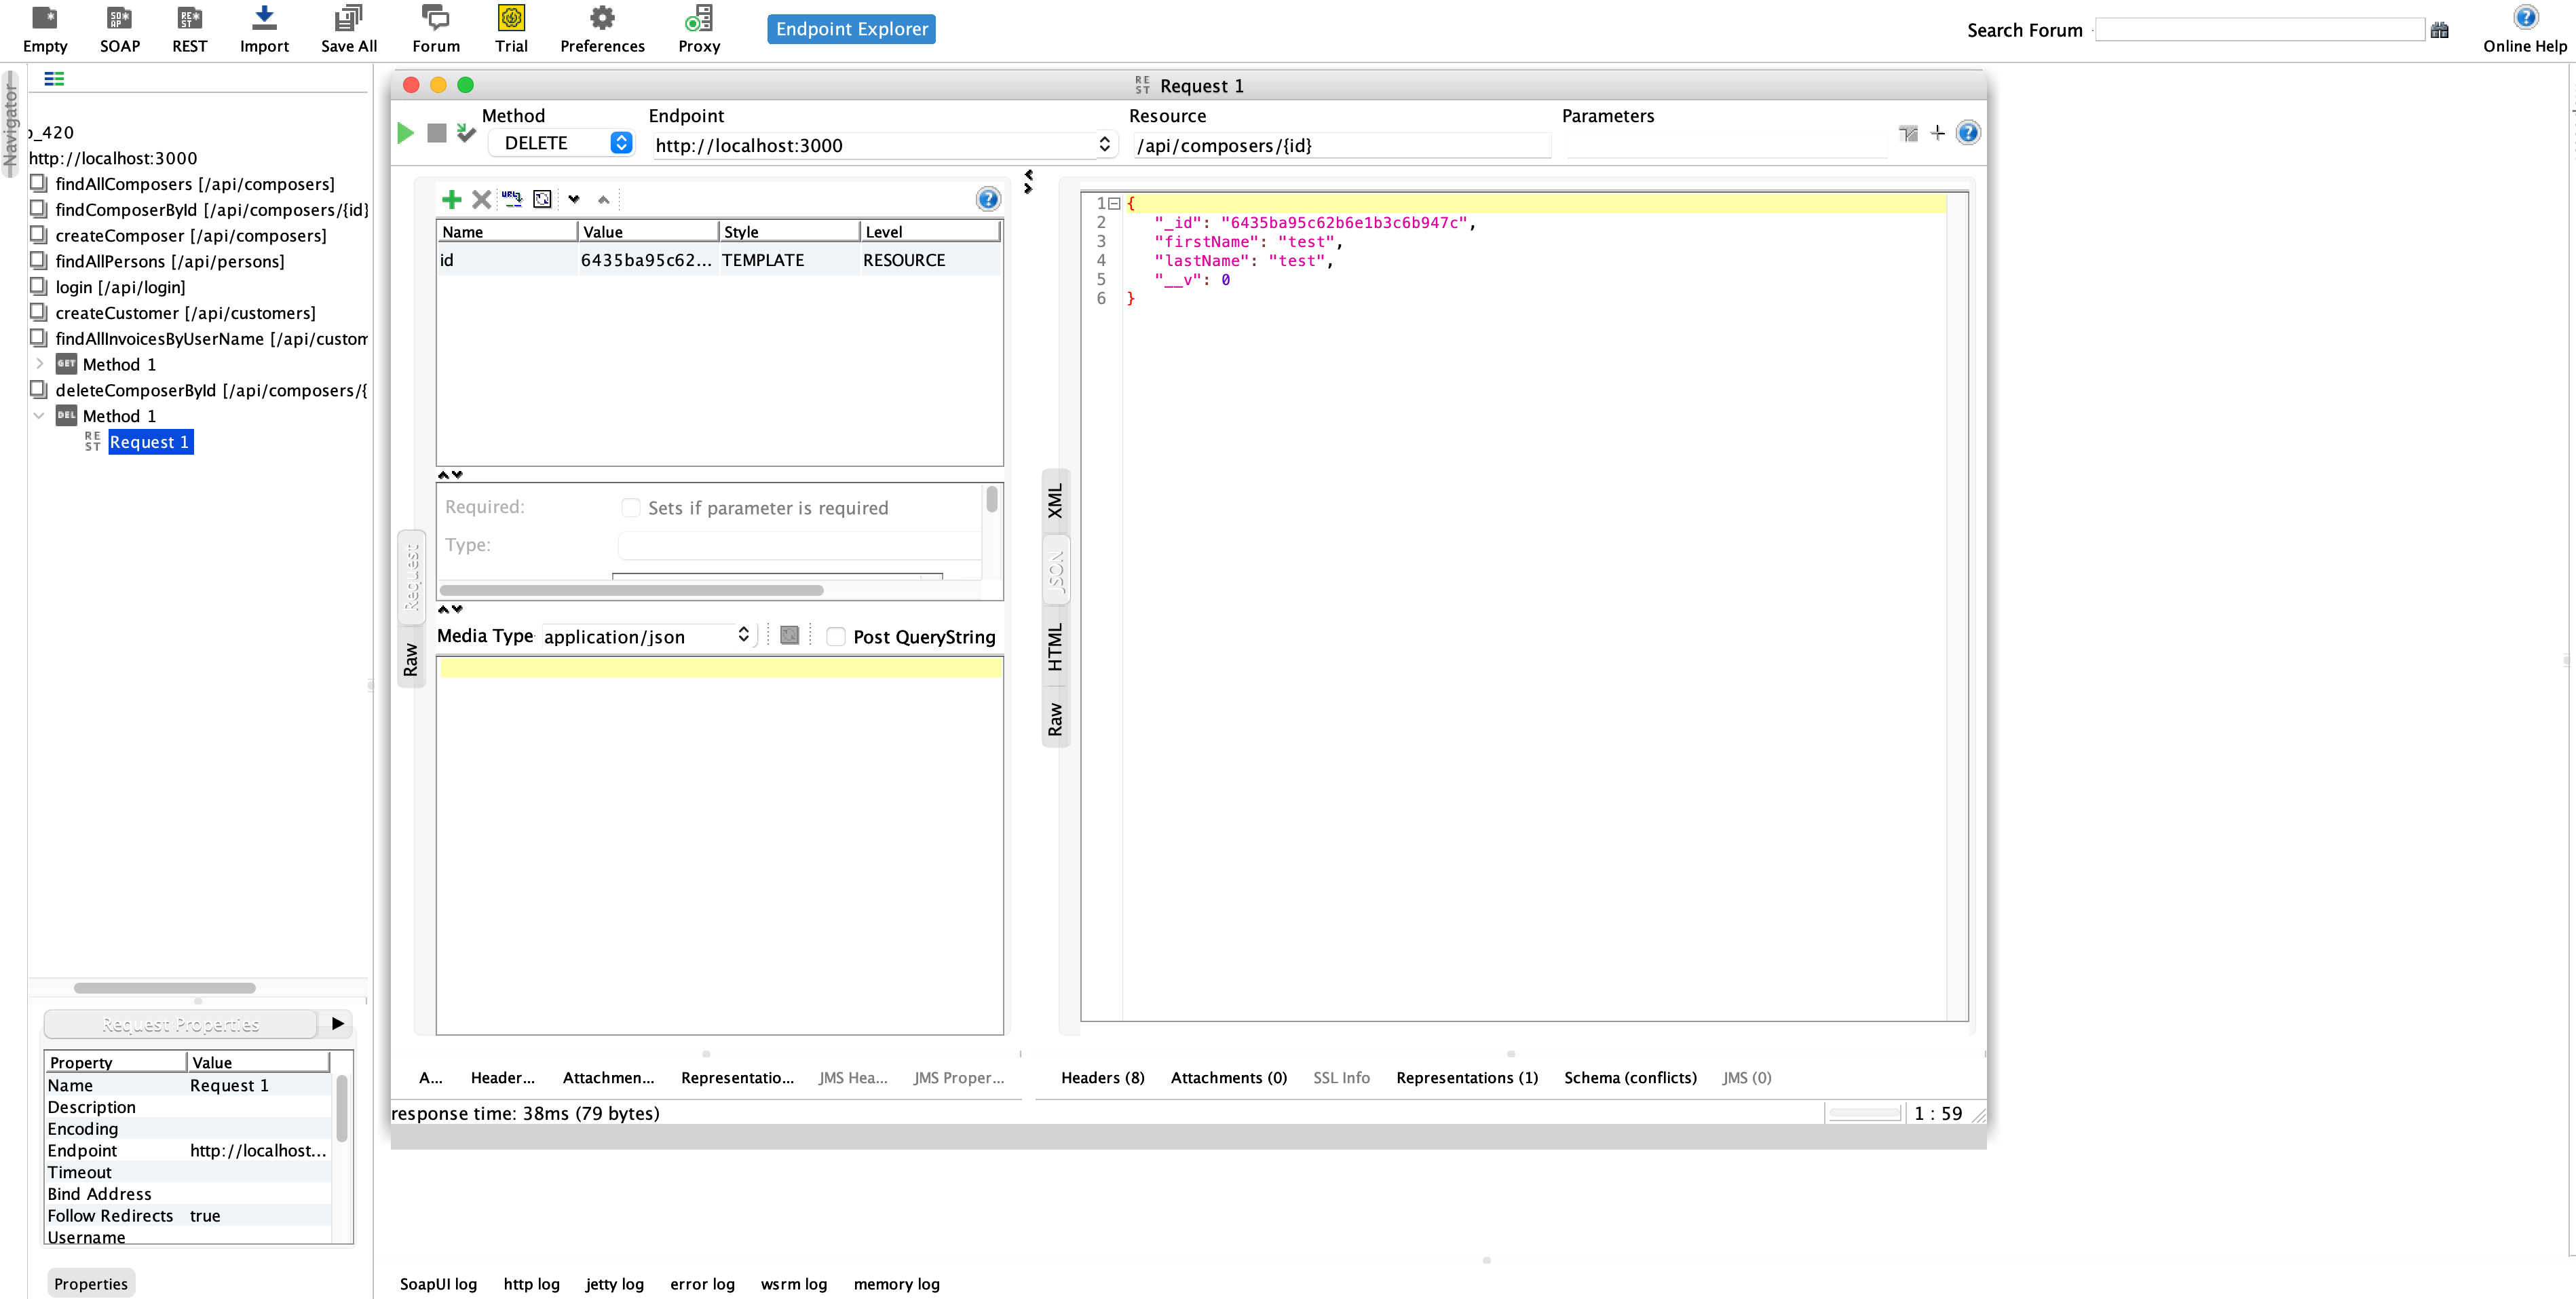 Empty SOAP REST Import Save All Forum Trial Preferences Proxy Endpoint Explorer Search Forum Online Help
Navigator
_420
http://localhost:3000
findAllComposers [/api/composers]
findComposerById [/api/composers/{id}
createComposer [/api/composers]
findAllPersons [/api/persons]
login [/api/login]
createCustomer [/api/customers]
findAllInvoicesByUserName [/api/custom
GET Method 1
deleteComposerById [/api/composers/{
DEL Method 1
REST Request 1
Request Properties
Property Value
Name Request 1
Description
Encoding
Endpoint http://localhost...
Timeout
Bind Address
Follow Redirects true
Username
Properties
REST Request 1
Method Endpoint Resource Parameters
DELETE http://localhost:3000 /api/composers/{id}
Name Value Style Level
id 6435ba95c62... TEMPLATE RESOURCE
Required: Sets if parameter is required
Type:
Request
Raw
Media Type application/json Post QueryString
A... Header... Attachmen... Representatio... JMS Hea... JMS Proper...
XML
JSON
HTML
Raw
1 {
2 "_id": "6435ba95c62b6e1b3c6b947c",
3 "firstName": "test",
4 "lastName": "test",
5 "__v": 0
6 }
Headers (8) Attachments (0) SSL Info Representations (1) Schema (conflicts) JMS (0)
response time: 38ms (79 bytes) 1 : 59
SoapUI log http log jetty log error log wsrm log memory log